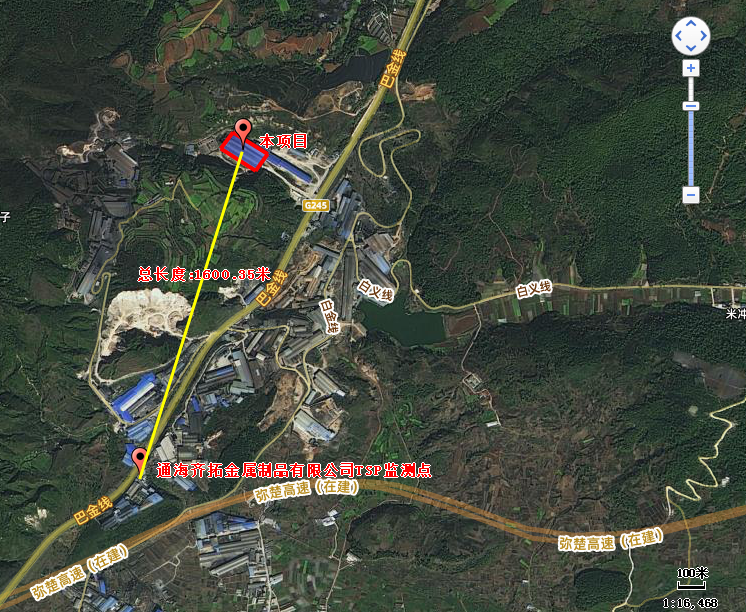 巴金线
本项目
子
G245
总长度:1600.35米
巴金线
白义线
白义线
白金线
米冲
通海齐拓金属制品有限公司TSP监测点
弥楚高速（在建）
巴金线
弥楚高速（在建）
弥楚高速（在建）
100米
1:16,468